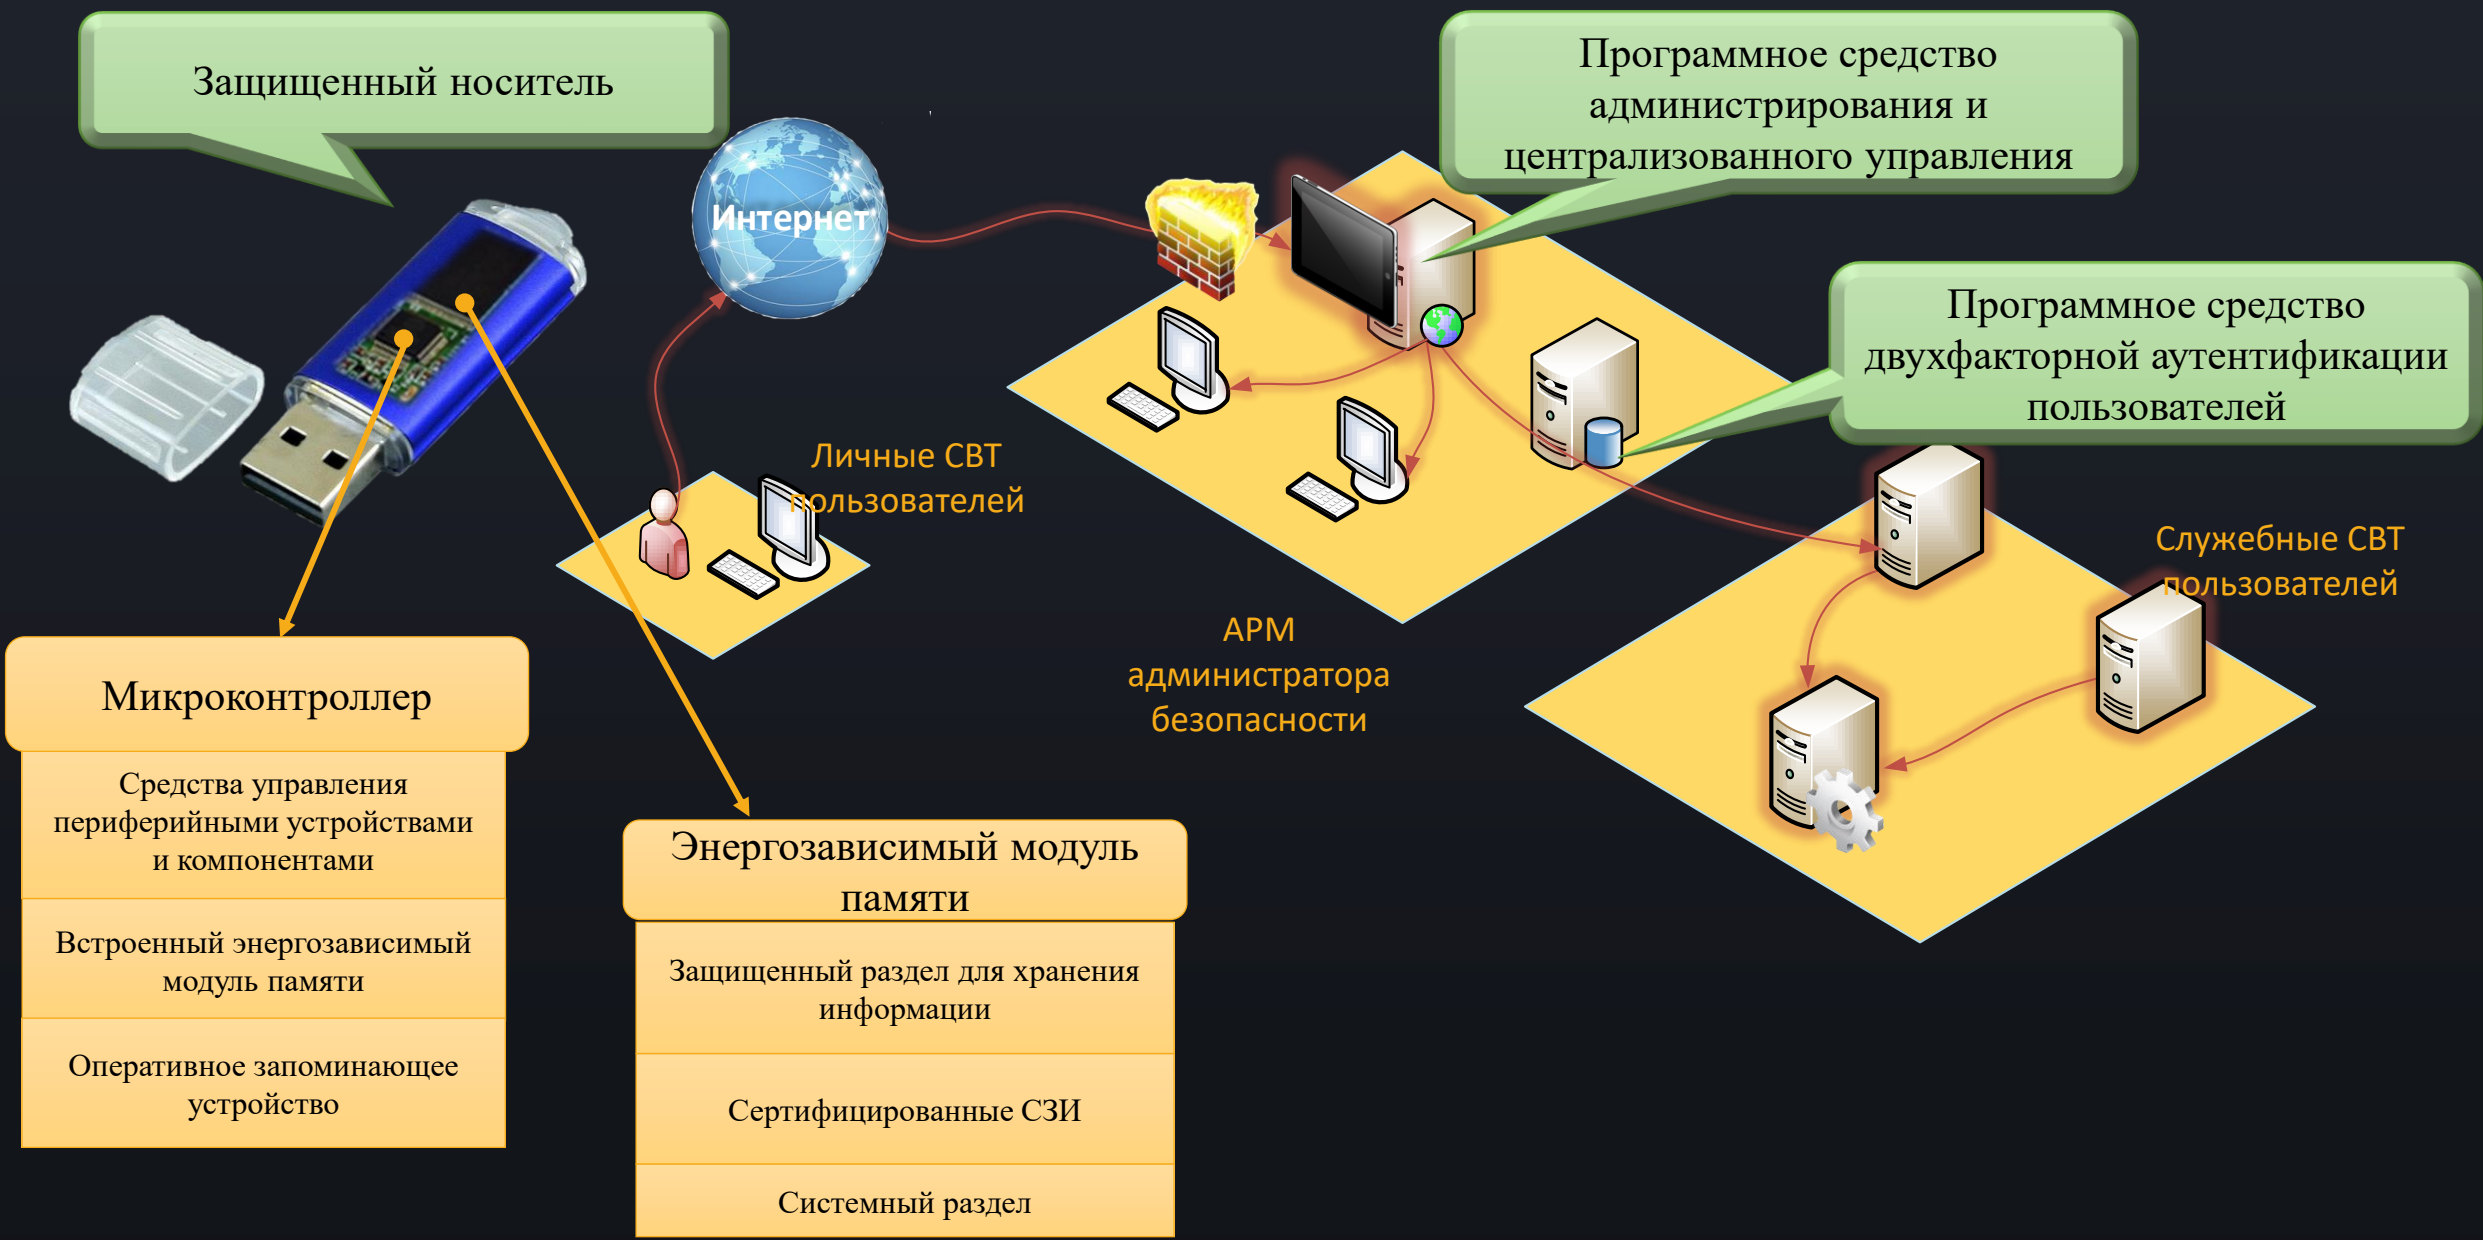 Защищенный носитель
Программное средство
администрирования и
централизованного управления
Интернет
Программное средство
двухфакторной аутентификации
пользователей
Личные СВТ
пользователей
Служебные СВТ
пользователей
АРМ
администратора
безопасности
Микроконтроллер
Средства управления
периферийными устройствами
и компонентами
Встроенный энергозависимый
модуль памяти
Оперативное запоминающее
устройство
Энергозависимый модуль
памяти
Защищенный раздел для хранения
информации
Сертифицированные СЗИ
Системный раздел